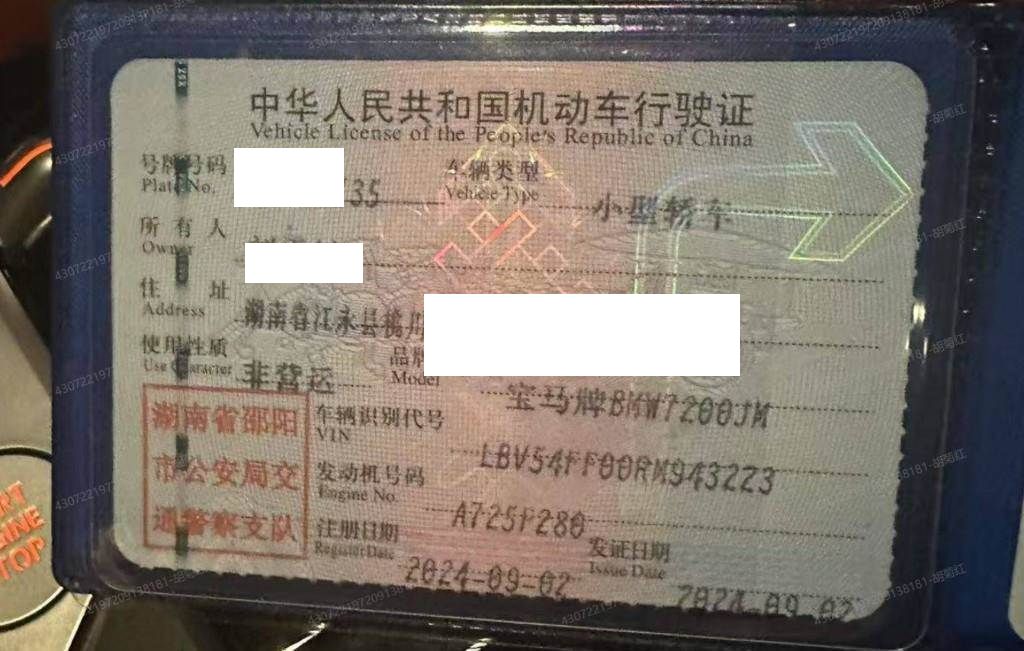 中华人民共和国机动车行驶证
Vehicle License of the People's Republic of China
号牌号码 35 车辆类型 小型轿车
Plate No. Vehicle Type
所有人
Owner
住址 湖南省江永县
Address
使用性质 非营运 品牌
Use Character Model 宝马牌BMW7200JM
湖南省邵阳
市公安局交
通警察支队
车辆识别代号 LBV54FF00RM943223
VIN
发动机号码 A725P280
Engine No.
注册日期 2024-09-02
Register Date
发证日期 2024-09-02
Issue Date
STOP